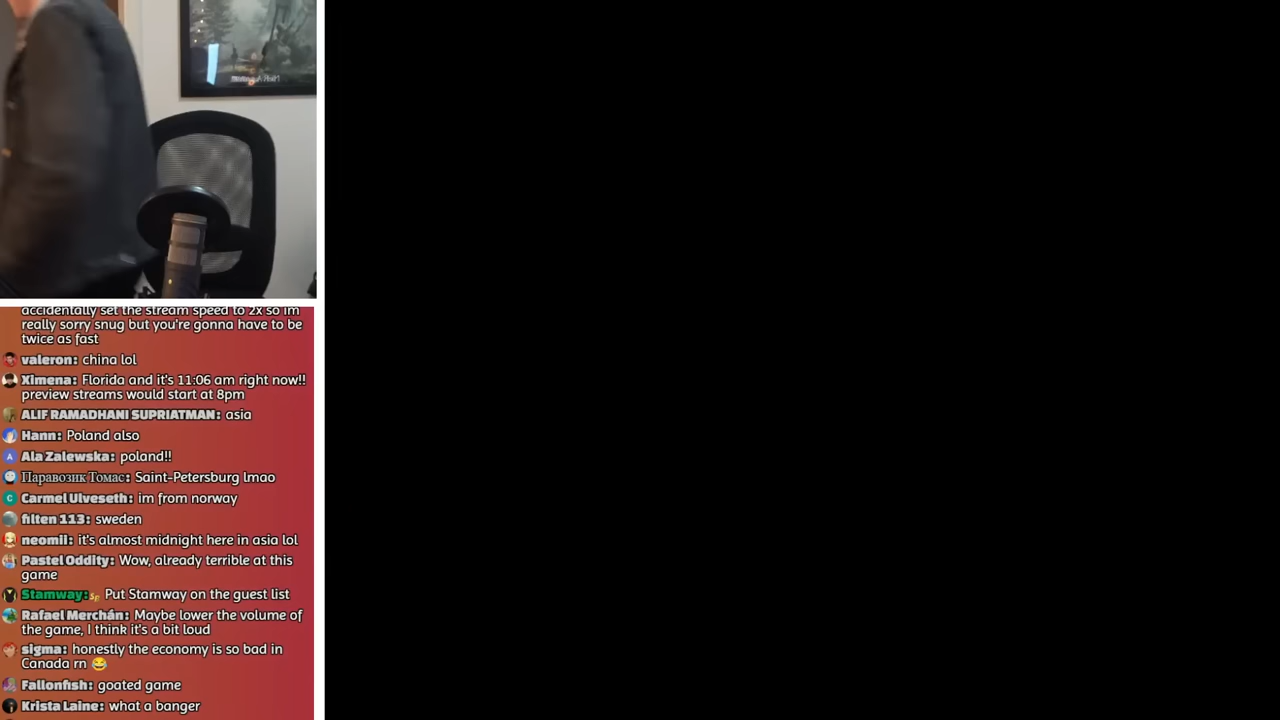 accidentally set the stream speed to 2x so im
really sorry snug but you're gonna have to be
twice as fast
valeron: china lol
Ximena: Florida and it's 11:06 am right now!!
preview streams would start at 8pm
ALIF RAMADHANI SUPRIATMAN: asia
Hann: Poland also
A Ala Zalewska: poland!!
Паравозик Томас: Saint-Petersburg lmao
C Carmel Ulveseth: im from norway
filten 113: sweden
neomii: it's almost midnight here in asia lol
Pastel Oddity: Wow, already terrible at this
game
Stamway: Put Stamway on the guest list
Rafael Merchán: Maybe lower the volume of
the game, I think it's a bit loud
sigma: honestly the economy is so bad in
Canada rn 😂
Fallonfish: goated game
Krista Laine: what a banger